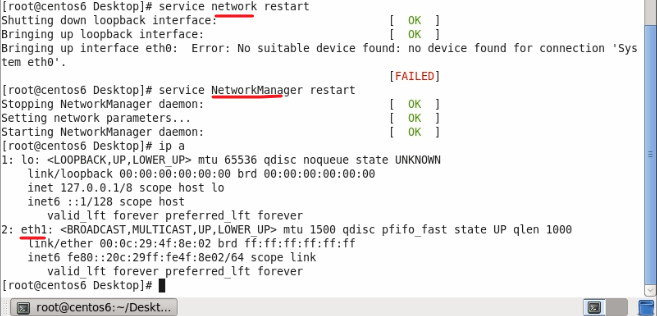 [root@centos6 Desktop]# service network restart
Shutting down loopback interface:                          [  OK  ]
Bringing up loopback interface:                            [  OK  ]
Bringing up interface eth0:  Error: No suitable device found: no device found for connection 'Sys
tem eth0'.
                                                           [FAILED]
[root@centos6 Desktop]# service NetworkManager restart
Stopping NetworkManager daemon:                            [  OK  ]
Setting network parameters...                              [  OK  ]
Starting NetworkManager daemon:                            [  OK  ]
[root@centos6 Desktop]# ip a
1: lo: <LOOPBACK,UP,LOWER_UP> mtu 65536 qdisc noqueue state UNKNOWN
    link/loopback 00:00:00:00:00:00 brd 00:00:00:00:00:00
    inet 127.0.0.1/8 scope host lo
    inet6 ::1/128 scope host
       valid_lft forever preferred_lft forever
2: eth1: <BROADCAST,MULTICAST,UP,LOWER_UP> mtu 1500 qdisc pfifo_fast state UP qlen 1000
    link/ether 00:0c:29:4f:8e:02 brd ff:ff:ff:ff:ff:ff
    inet6 fe80::20c:29ff:fe4f:8e02/64 scope link
       valid_lft forever preferred_lft forever
[root@centos6 Desktop]#
root@centos6:~/Deskt...